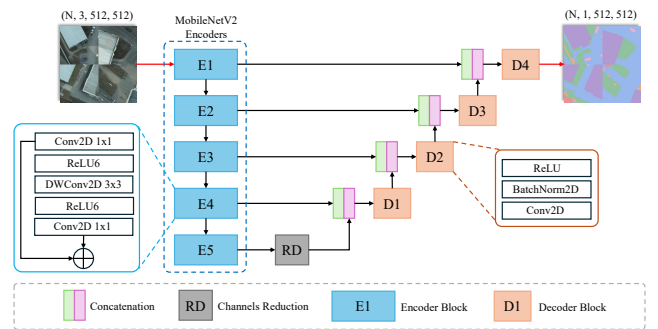 (N, 3, 512, 512)
MobileNetV2
Encoders
(N, 1, 512, 512)
E1
D4
E2
D3
E3
D2
E4
D1
E5
RD
Conv2D 1x1
ReLU6
DWConv2D 3x3
ReLU6
Conv2D 1x1
ReLU
BatchNorm2D
Conv2D
Concatenation
RD
Channels Reduction
E1
Encoder Block
D1
Decoder Block